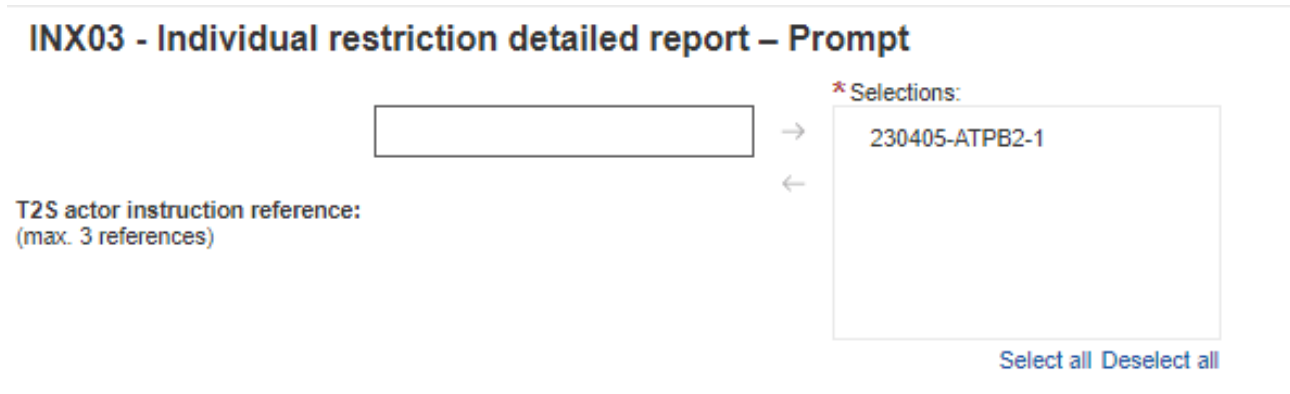 INX03 - Individual restriction detailed report – Prompt
* Selections:
→
230405-ATPB2-1
←
T2S actor instruction reference:
(max. 3 references)
Select all Deselect all